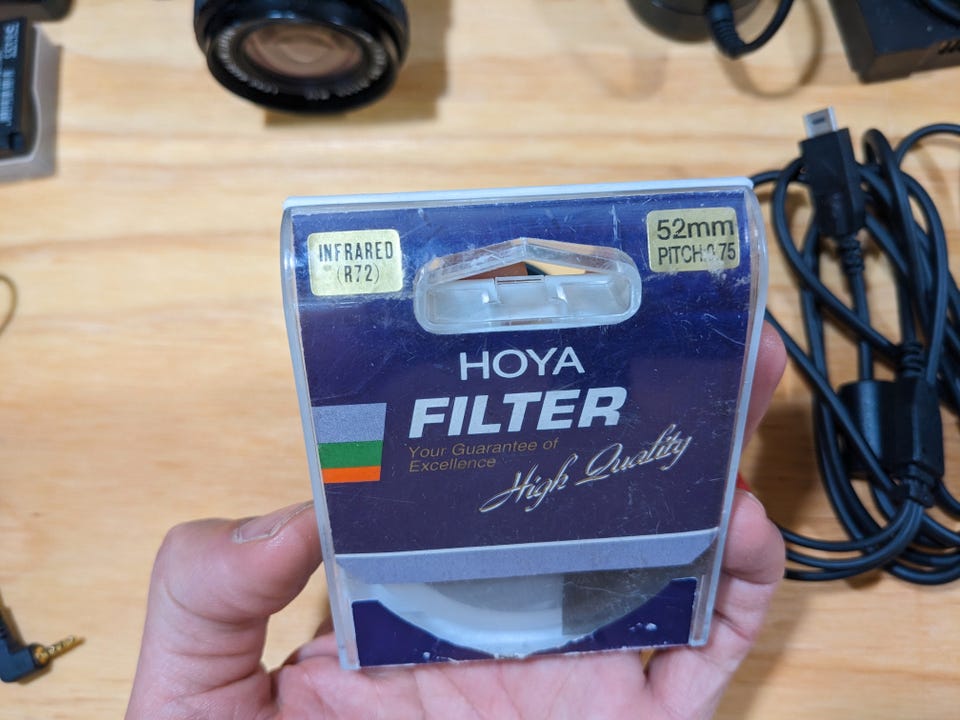 INFRARED
(R72)
52mm
PITCH:0.75
HOYA
FILTER
Your Guarantee of
Excellence
High Quality